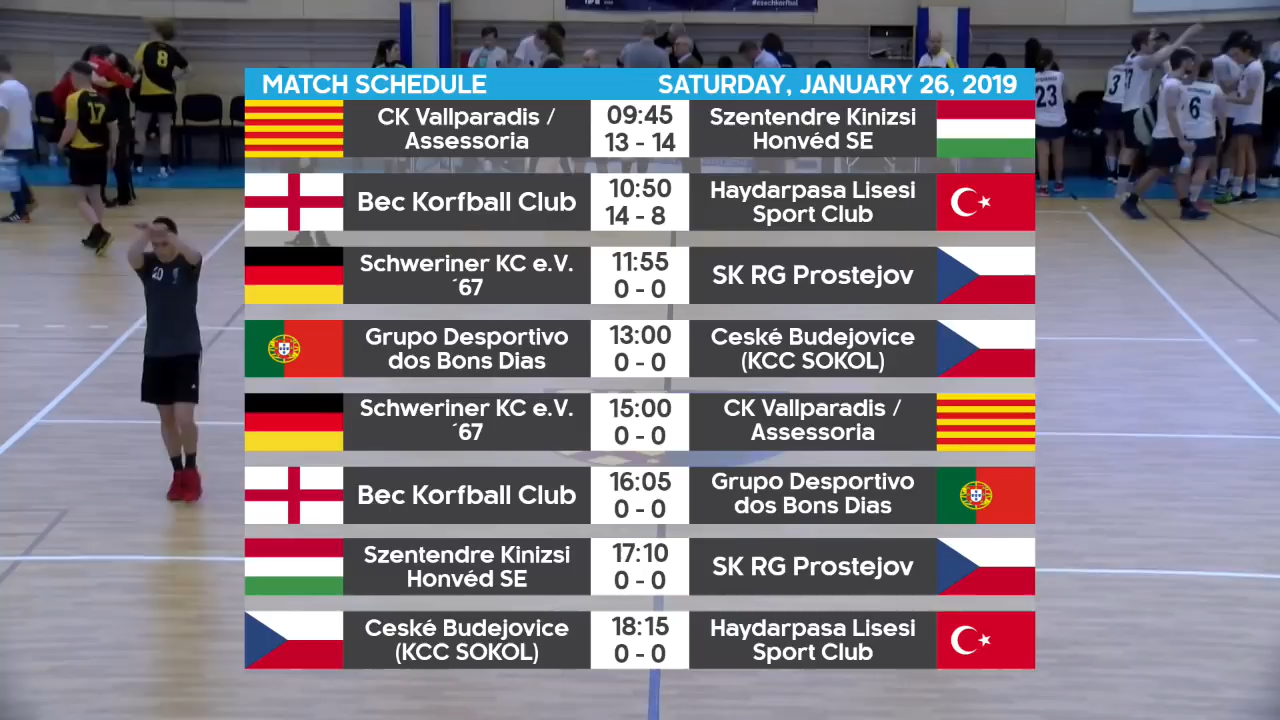 MATCH SCHEDULE SATURDAY, JANUARY 26, 2019
CK Vallparadis /
Assessoria
09:45
13 - 14
Szentendre Kinizsi
Honvéd SE
Bec Korfball Club
10:50
14 - 8
Haydarpasa Lisesi
Sport Club
Schweriner KC e.V.
´67
11:55
0 - 0
SK RG Prostejov
Grupo Desportivo
dos Bons Dias
13:00
0 - 0
Ceské Budejovice
(KCC SOKOL)
Schweriner KC e.V.
´67
15:00
0 - 0
CK Vallparadis /
Assessoria
Bec Korfball Club
16:05
0 - 0
Grupo Desportivo
dos Bons Dias
Szentendre Kinizsi
Honvéd SE
17:10
0 - 0
SK RG Prostejov
Ceské Budejovice
(KCC SOKOL)
18:15
0 - 0
Haydarpasa Lisesi
Sport Club
8
17
20
23
3
6
#czechkorfbal